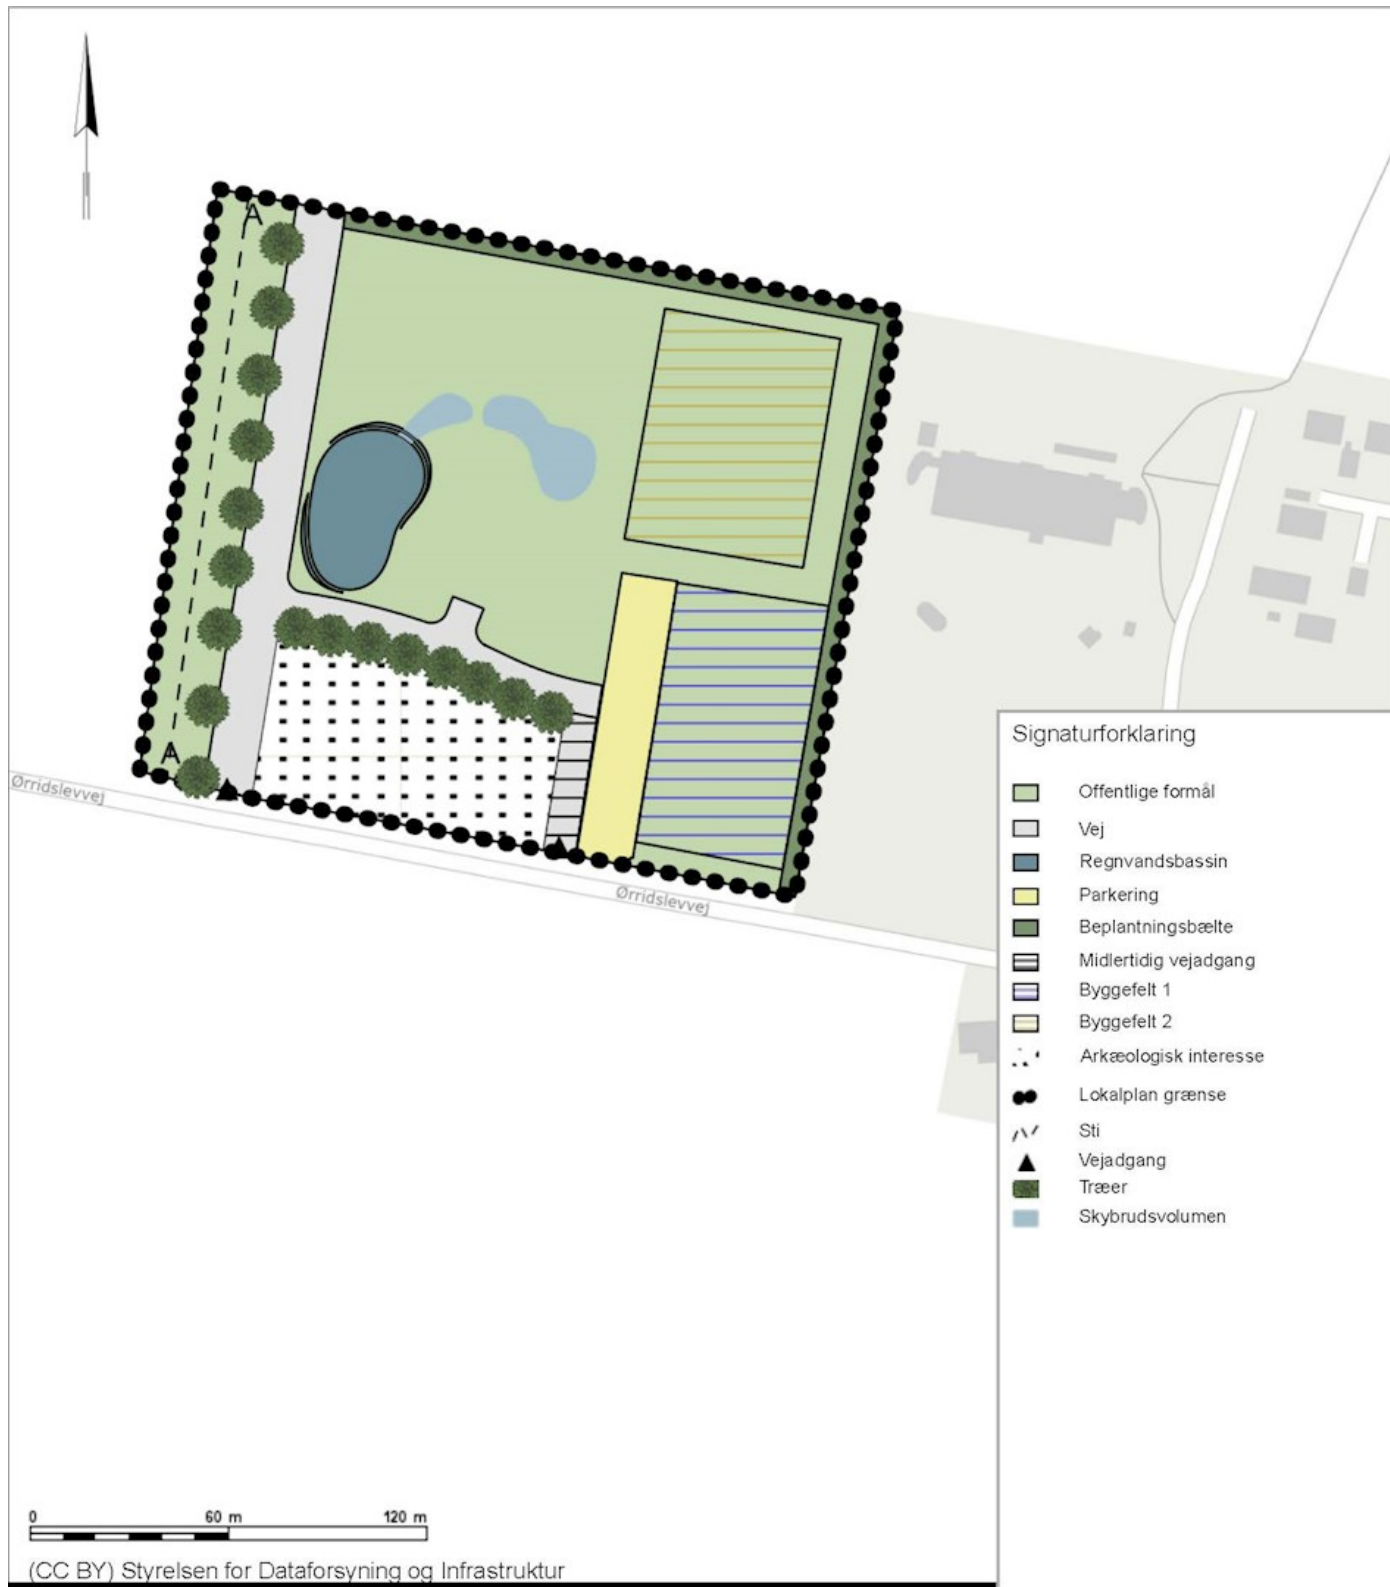 A
A
Ørridslevvej
Ørridslevvej
Signaturforklaring
Offentlige formål
Vej
Regnvandsbassin
Parkering
Beplantningsbælte
Midlertidig vejadgang
Byggefelt 1
Byggefelt 2
Arkæologisk interesse
Lokalplan grænse
Sti
Vejadgang
Træer
Skybrudsvolumen
0 60 m 120 m
(CC BY) Styrelsen for Dataforsyning og Infrastruktur